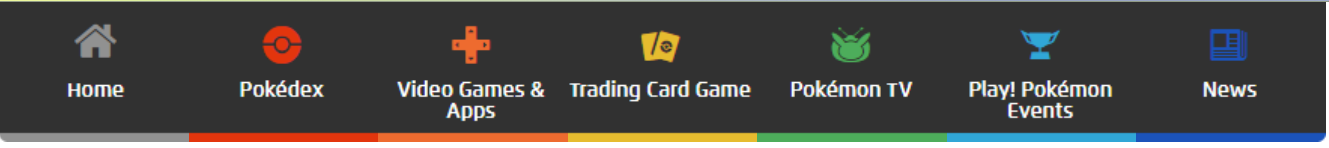 Home
Pokédex
Video Games &
Apps
Trading Card Game
Pokémon TV
Play! Pokémon
Events
News